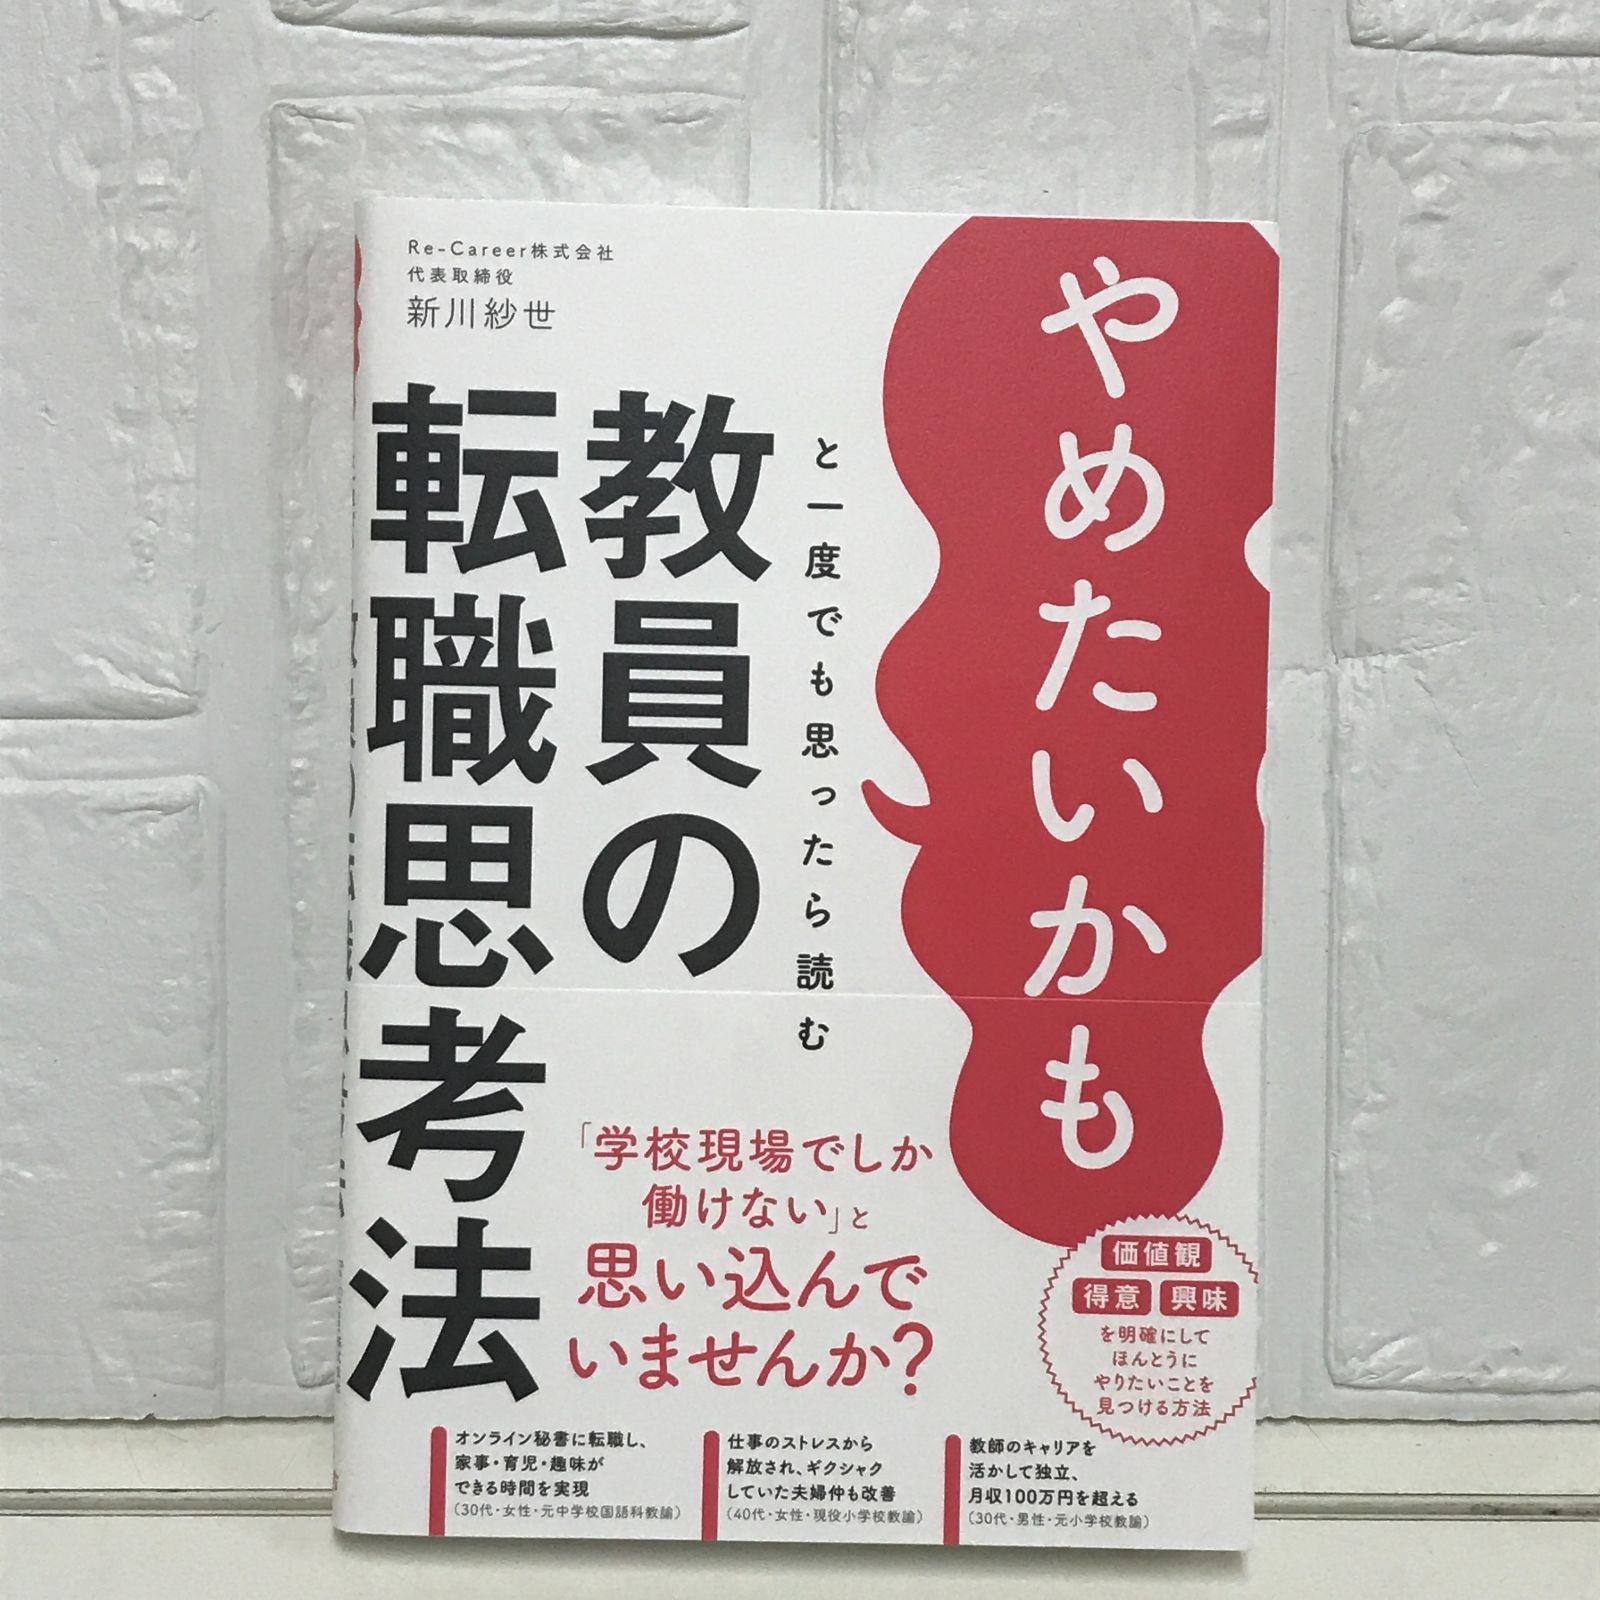 Re-Career株式会社
代表取締役
新川紗世
やめたいかも
と一度でも思ったら読む
教員の
転職思考法
「学校現場でしか
働けない」と
思い込んで
いませんか?
価値観
得意 興味
を明確にして
ほんとうに
やりたいことを
見つける方法
オンライン秘書に転職し、
家事・育児・趣味が
できる時間を実現
(30代・女性・元中学校国語科教諭)
仕事のストレスから
解放され、ギクシャク
していた夫婦仲も改善
(40代・女性・現役小学校教諭)
教師のキャリアを
活かして独立、
月収100万円を超える
(30代・男性・元小学校教諭)